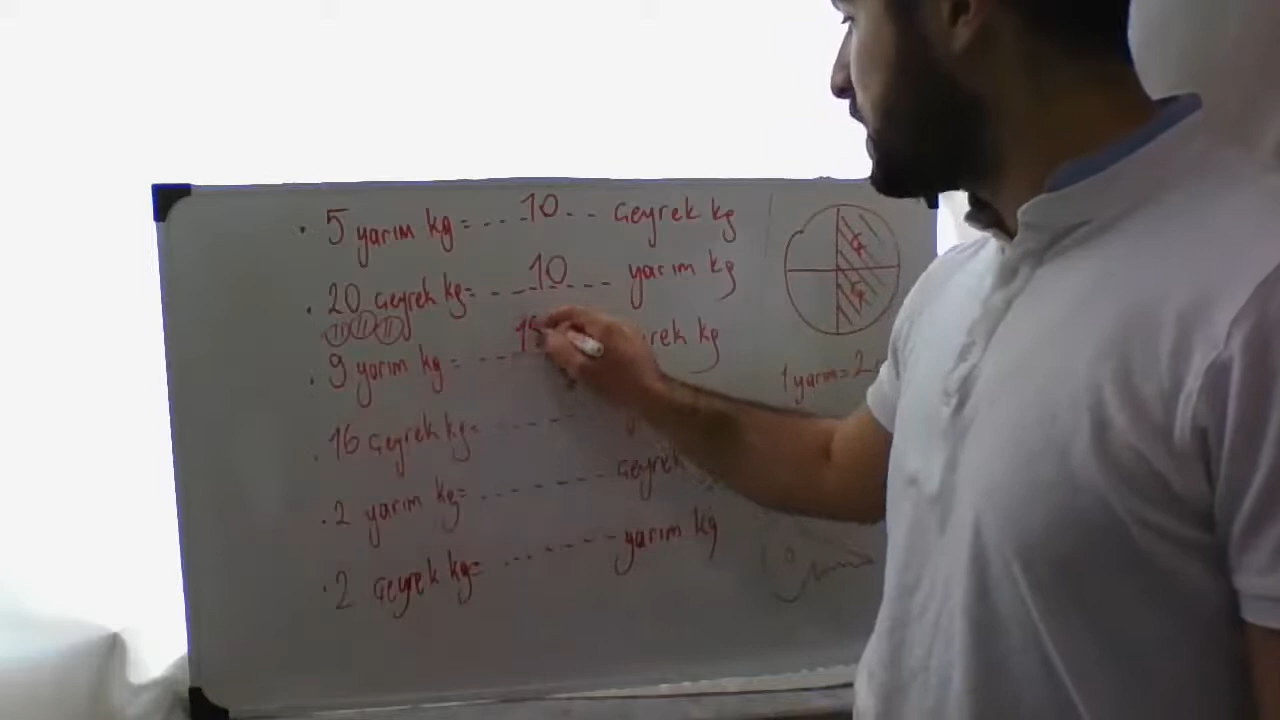 . 5 yarım kg = ... 10 .. Çeyrek kg
. 20 Çeyrek kg = ... 10 ... yarım kg
. 9 yarım kg = ... kg
. 16 Çeyrek kg = ...
. 2 yarım kg = ...... Çeyrek
. 2 Çeyrek kg = ...... yarım kg
Ç
Ç
1 yarım = 2